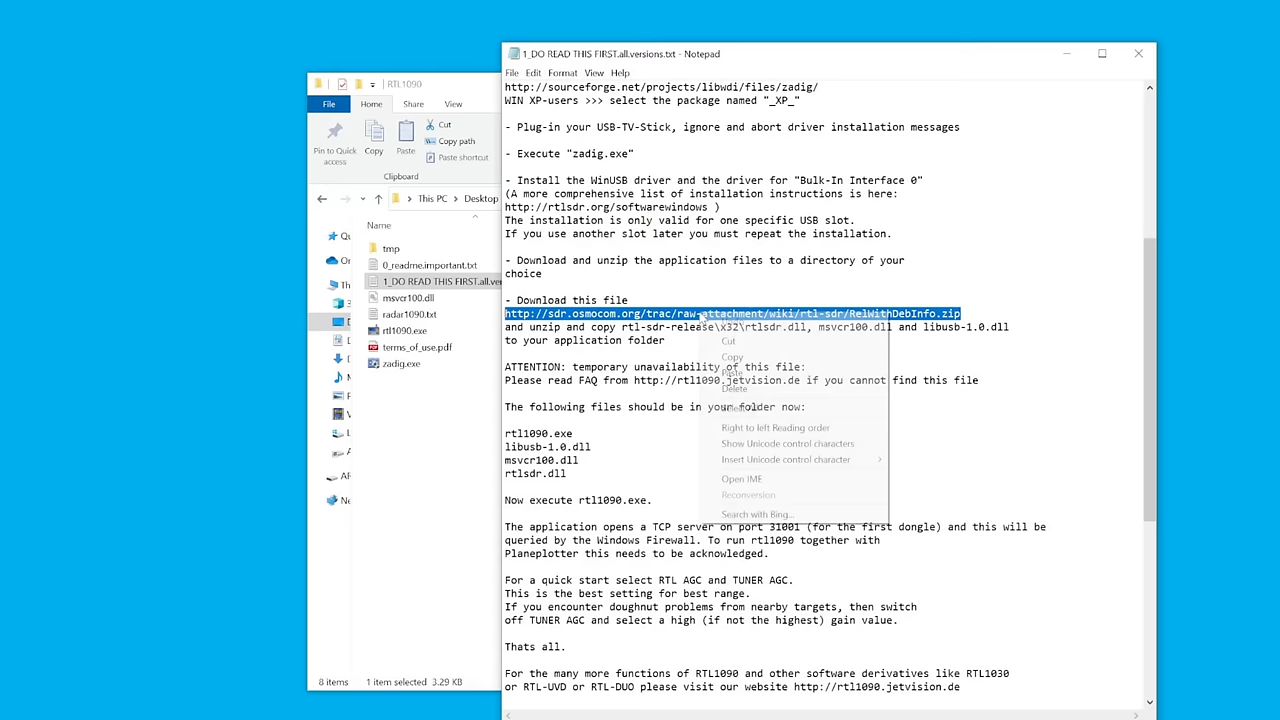 1_DO READ THIS FIRST.all.versions.txt - Notepad
File Edit Format View Help
http://sourceforge.net/projects/libwdi/files/zadig/
WIN XP-users >>> select the package named "_XP_"
- Plug-in your USB-TV-Stick, ignore and abort driver installation messages
- Execute "zadig.exe"
- Install the WinUSB driver and the driver for "Bulk-In Interface 0"
(A more comprehensive list of installation instructions is here:
http://rtlsdr.org/softwarewindows )
The installation is only valid for one specific USB slot.
If you use another slot later you must repeat the installation.
- Download and unzip the application files to a directory of your
choice
- Download this file
http://sdr.osmocom.org/trac/raw-attachment/wiki/rtl-sdr/RelWithDebInfo.zip
and unzip and copy rtl-sdr-release\x32\rtlsdr.dll, msvcr100.dll and libusb-1.0.dll
to your application folder
ATTENTION: temporary unavailability of this file:
Please read FAQ from http://rtl1090.jetvision.de if you cannot find this file
The following files should be in your folder now:
rtl1090.exe
libusb-1.0.dll
msvcr100.dll
rtlsdr.dll
Now execute rtl1090.exe.
The application opens a TCP server on port 31001 (for the first dongle) and this will be
queried by the Windows Firewall. To run rtl1090 together with
Planeplotter this needs to be acknowledged.
For a quick start select RTL AGC and TUNER AGC.
This is the best setting for best range.
If you encounter doughnut problems from nearby targets, then switch
off TUNER AGC and select a high (if not the highest) gain value.
Thats all.
For the many more functions of RTL1090 and other software derivatives like RTL1030
or RTL-UVD or RTL-DUO please visit our website http://rtl1090.jetvision.de
Cut
Copy
Paste
Delete
Right to left Reading order
Show Unicode control characters
Insert Unicode control character
Open IME
Reconversion
Search with Bing...
RTL1090
File Home Share View
Pin to Quick access
Copy
Paste
Cut
Copy path
Paste shortcut
Clipboard
This PC > Desktop
Name
tmp
0_readme.important.txt
1_DO READ THIS FIRST.all.ve
msvcr100.dll
radar1090.txt
rtl1090.exe
terms_of_use.pdf
zadig.exe
8 items 1 item selected 3.29 KB